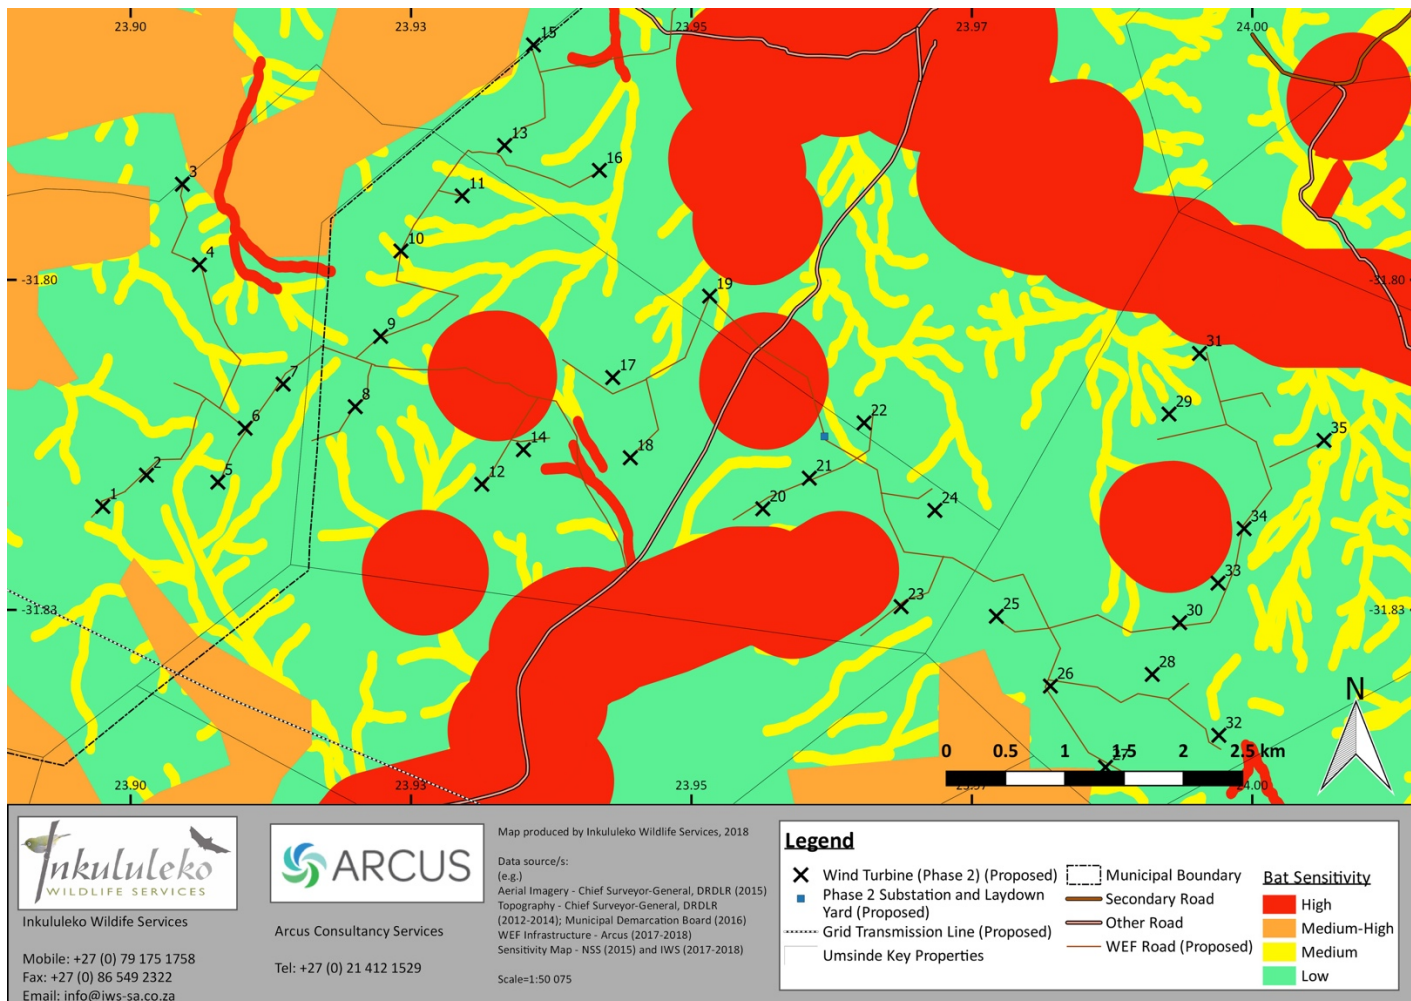 23.90 23.93 23.95 23.97 24.00
15
13
16
3
11
10
4
-31.80 -31.80
19
9
31
7
17
8
29
22
6
35
14
18
2
12
5
21
1
20
24
34
33
-31.83 -31.83
23
25
30
28
26
N
32
27
0 0.5 1 1.5 2 2.5 km
23.90 23.93 23.95 23.97 24.00
Inkululeko
WILDLIFE SERVICES
Inkululeko Wildife Services
Mobile: +27 (0) 79 175 1758
Fax: +27 (0) 86 549 2322
Email: info@iws-sa.co.za
ARCUS
Arcus Consultancy Services
Tel: +27 (0) 21 412 1529
Map produced by Inkululeko Wildlife Services, 2018
Data source/s:
(e.g.)
Aerial Imagery - Chief Surveyor-General, DRDLR (2015)
Topography - Chief Surveyor-General, DRDLR
(2012-2014); Municipal Demarcation Board (2016)
WEF Infrastructure - Arcus (2017-2018)
Sensitivity Map - NSS (2015) and IWS (2017-2018)
Scale=1:50 075
Legend
Wind Turbine (Phase 2) (Proposed)
Phase 2 Substation and Laydown
Yard (Proposed)
Grid Transmission Line (Proposed)
Umsinde Key Properties
Municipal Boundary
Secondary Road
Other Road
WEF Road (Proposed)
Bat Sensitivity
High
Medium-High
Medium
Low